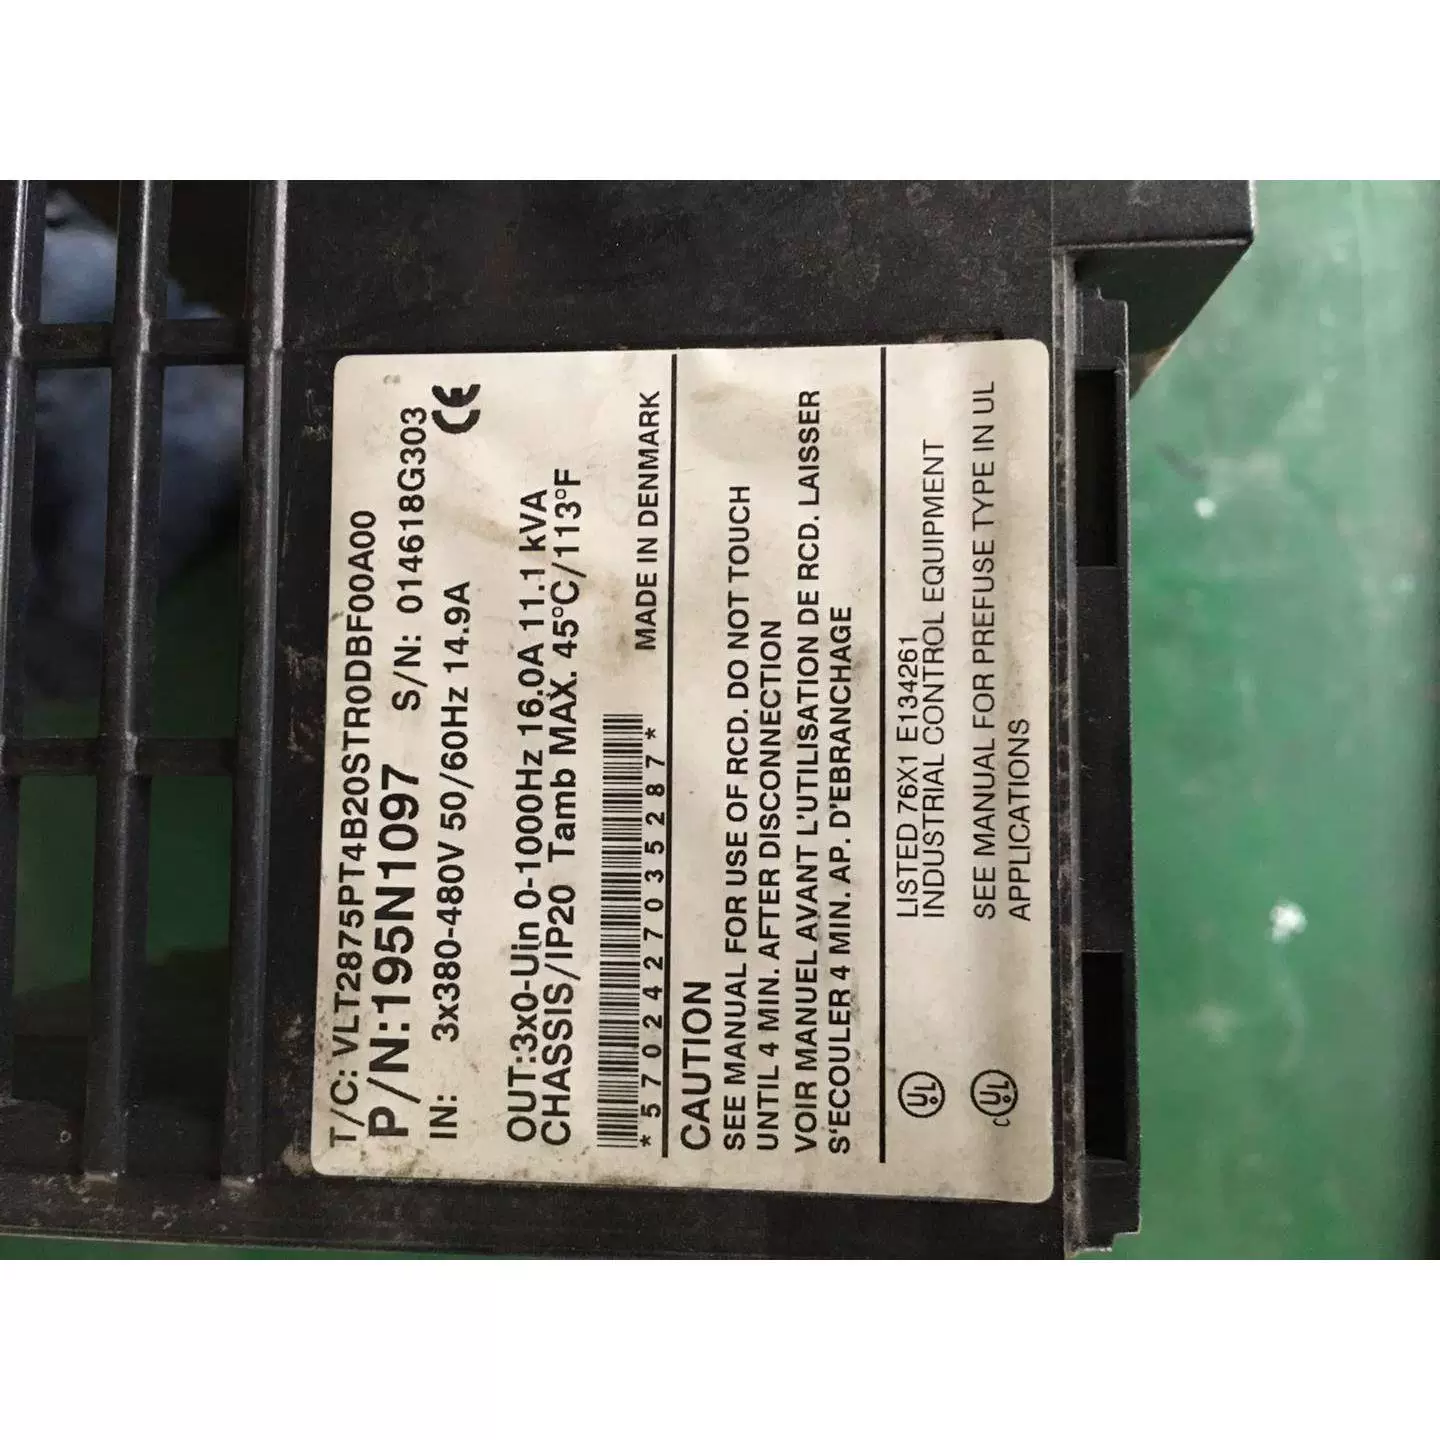 T/C: VLT2875PT4B20STR0DBF00A00
P/N:195N1097 S/N: 014618G303
IN: 3x380-480V 50/60Hz 14.9A
CE
OUT:3x0-Uin 0-1000Hz 16.0A 11.1 kVA
CHASSIS/IP20 Tamb MAX. 45°C/113°F
*5702427035287*
MADE IN DENMARK
CAUTION
SEE MANUAL FOR USE OF RCD. DO NOT TOUCH
UNTIL 4 MIN. AFTER DISCONNECTION
VOIR MANUEL AVANT L'UTILISATION DE RCD. LAISSER
S'ECOULER 4 MIN. AP. D'EBRANCHAGE
UL LISTED 76X1 E134261
INDUSTRIAL CONTROL EQUIPMENT
c UL SEE MANUAL FOR PREFUSE TYPE IN UL
APPLICATIONS